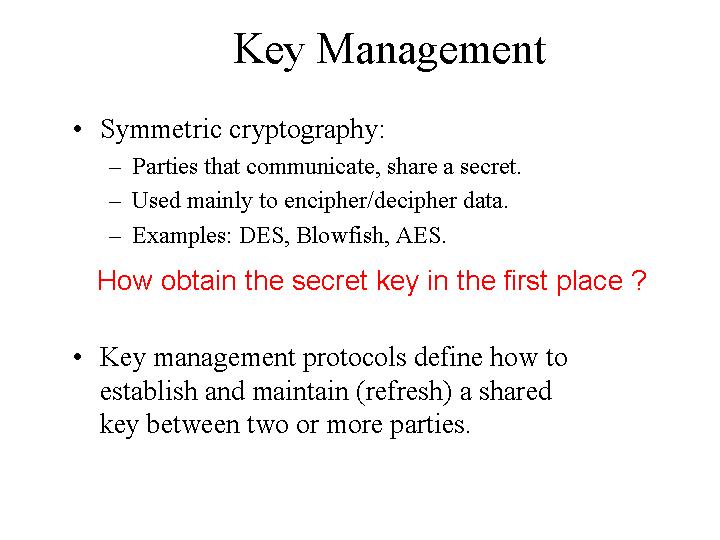 Key Management
• Symmetric cryptography:
– Parties that communicate, share a secret.
– Used mainly to encipher/decipher data.
– Examples: DES, Blowfish, AES.
How obtain the secret key in the first place ?
• Key management protocols define how to
establish and maintain (refresh) a shared
key between two or more parties.